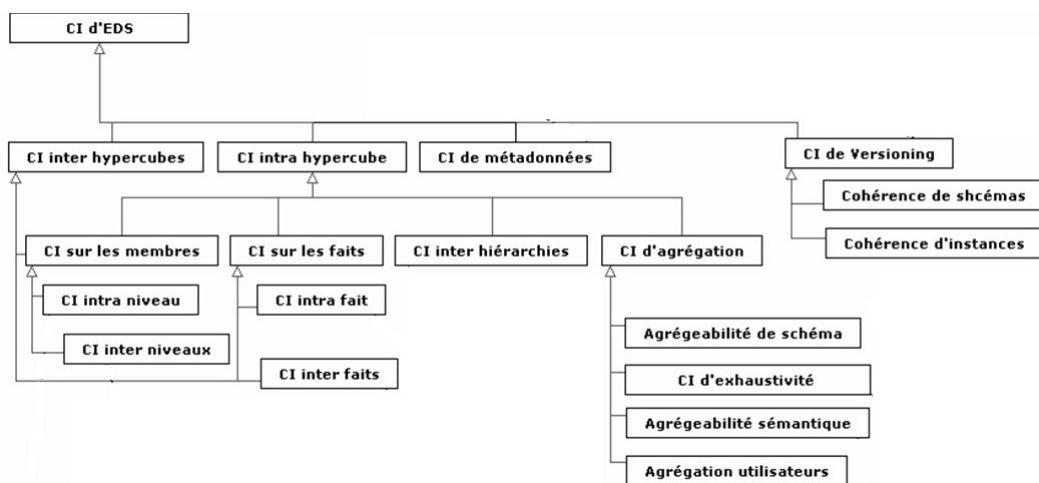 CI d'EDS
CI inter hypercubes
CI intra hypercube
CI de métadonnées
CI de Versioning
Cohérence de shcémas
Cohérence d'instances
CI sur les membres
CI sur les faits
CI inter hiérarchies
CI d'agrégation
CI intra niveau
CI intra fait
CI inter niveaux
CI inter faits
Agrégeabilité de schéma
CI d'exhaustivité
Agrégeabilité sémantique
Agrégation utilisateurs